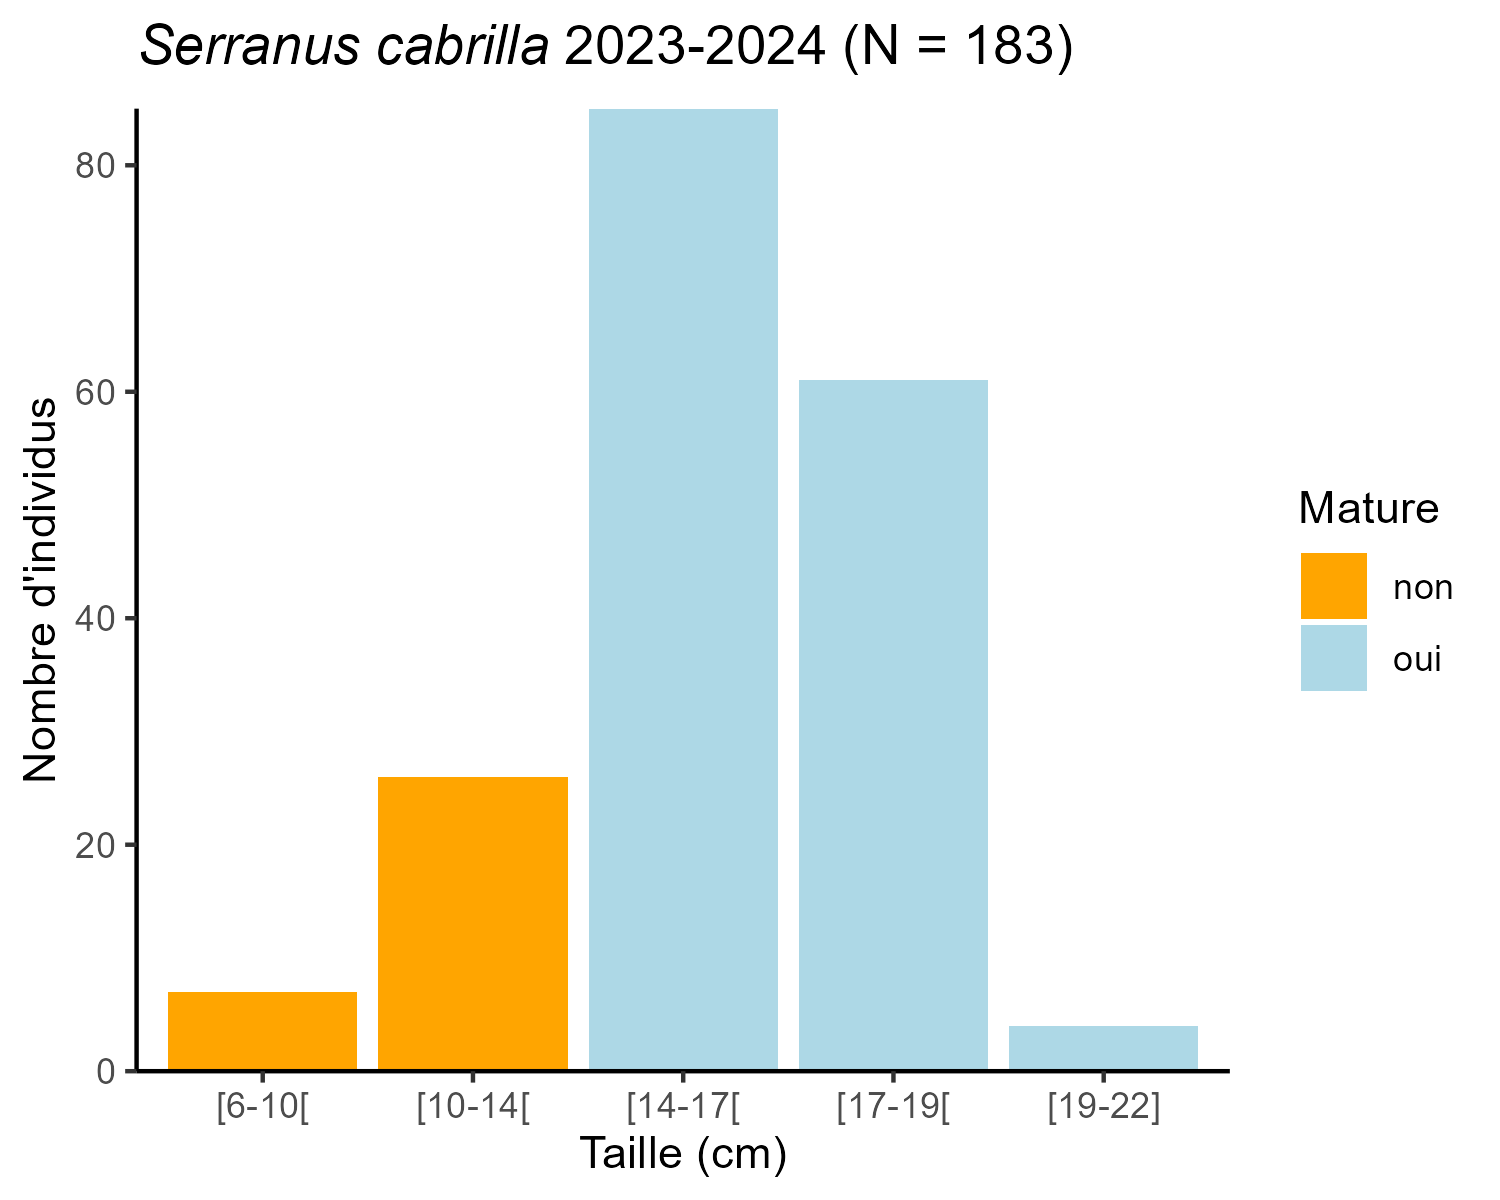 Serranus cabrilla 2023-2024 (N = 183)
Nombre d'individus
80
60
40
20
0
[6-10[
[10-14[
[14-17[
[17-19[
[19-22]
Taille (cm)
Mature
non
oui